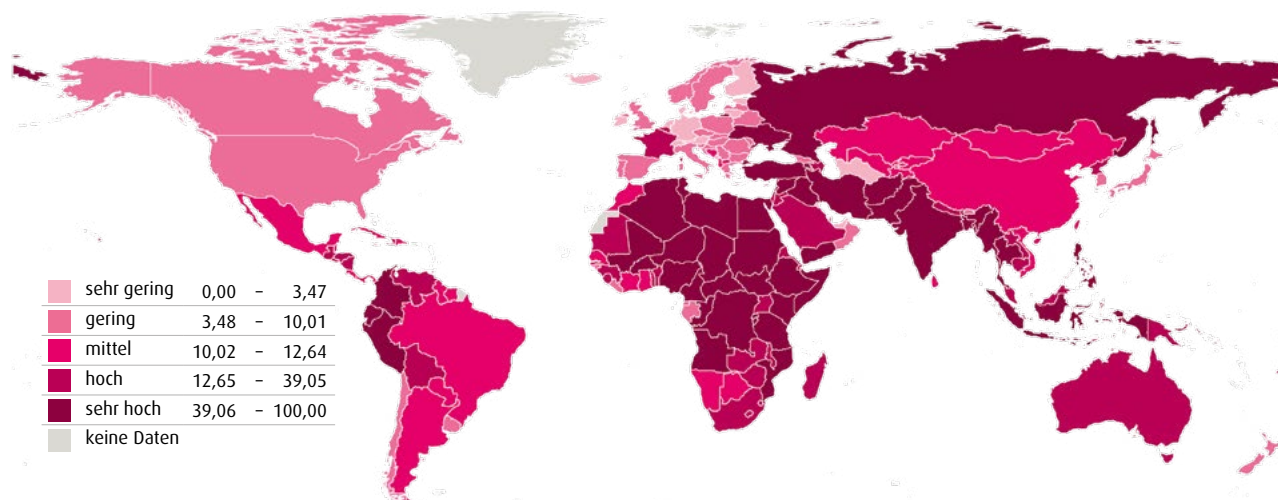 sehr gering 0,00 – 3,47
gering 3,48 – 10,01
mittel 10,02 – 12,64
hoch 12,65 – 39,05
sehr hoch 39,06 – 100,00
keine Daten